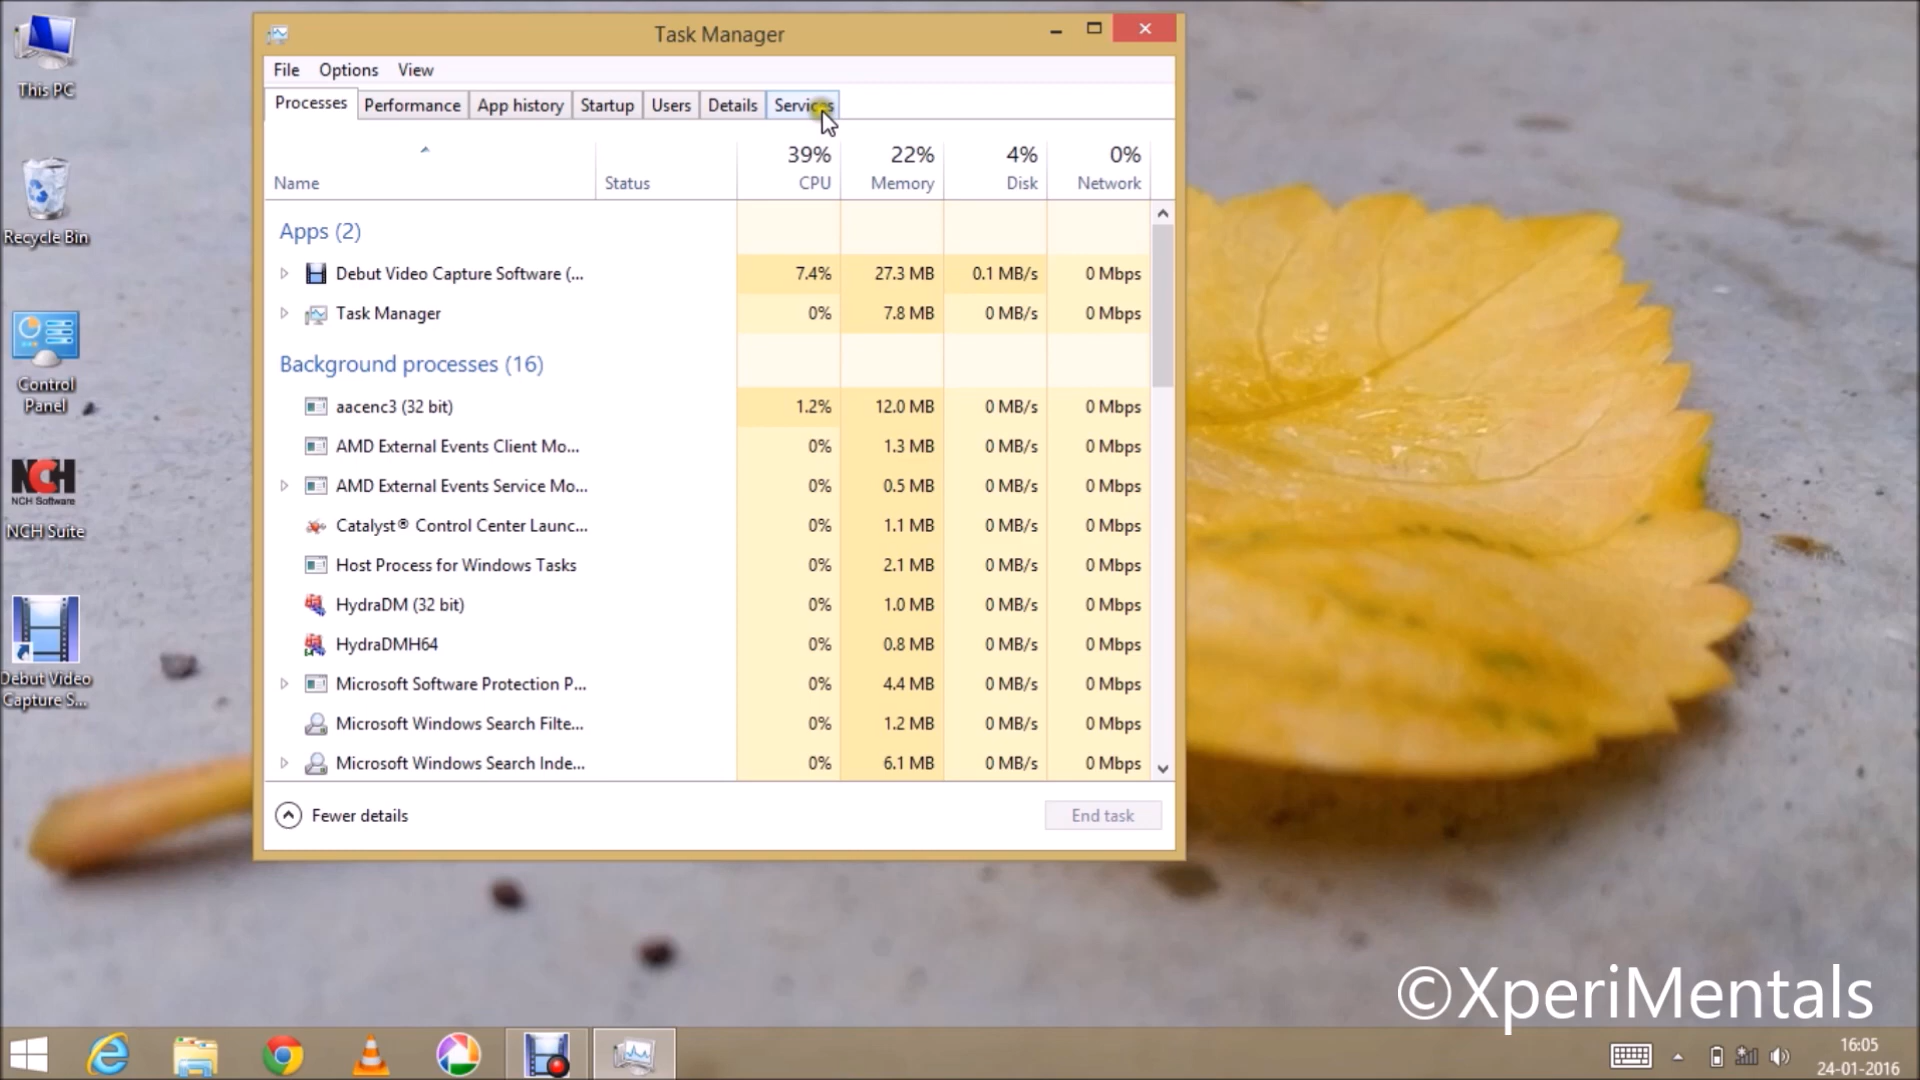 This PC
Recycle Bin
Control
Panel
NCH
NCH Software
NCH Suite
Debut Video
Capture S...
Task Manager
File Options View
Processes Performance App history Startup Users Details Services
39% 22% 4% 0%
Name Status CPU Memory Disk Network
Apps (2)
Debut Video Capture Software (... 7.4% 27.3 MB 0.1 MB/s 0 Mbps
Task Manager 0% 7.8 MB 0 MB/s 0 Mbps
Background processes (16)
aacenc3 (32 bit) 1.2% 12.0 MB 0 MB/s 0 Mbps
AMD External Events Client Mo... 0% 1.3 MB 0 MB/s 0 Mbps
AMD External Events Service Mo... 0% 0.5 MB 0 MB/s 0 Mbps
Catalyst® Control Center Launc... 0% 1.1 MB 0 MB/s 0 Mbps
Host Process for Windows Tasks 0% 2.1 MB 0 MB/s 0 Mbps
HydraDM (32 bit) 0% 1.0 MB 0 MB/s 0 Mbps
HydraDMH64 0% 0.8 MB 0 MB/s 0 Mbps
Microsoft Software Protection P... 0% 4.4 MB 0 MB/s 0 Mbps
Microsoft Windows Search Filte... 0% 1.2 MB 0 MB/s 0 Mbps
Microsoft Windows Search Inde... 0% 6.1 MB 0 MB/s 0 Mbps
Fewer details End task
©XperiMentals
16:05
24-01-2016